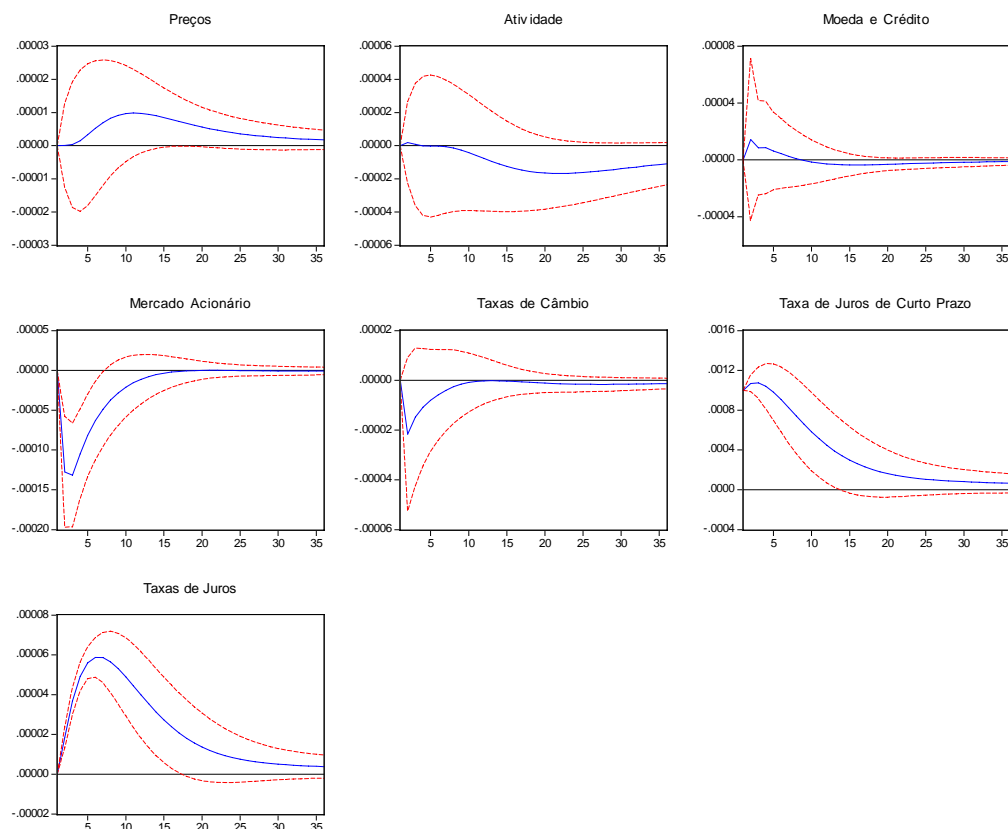 Preços
.00003
.00002
.00001
.00000
-.00001
-.00002
-.00003
5 10 15 20 25 30 35
Atividade
.00006
.00004
.00002
.00000
-.00002
-.00004
-.00006
5 10 15 20 25 30 35
Moeda e Crédito
.00008
.00004
.00000
-.00004
5 10 15 20 25 30 35
Mercado Acionário
.00005
.00000
-.00005
-.00010
-.00015
-.00020
5 10 15 20 25 30 35
Taxas de Câmbio
.00002
.00000
-.00002
-.00004
-.00006
5 10 15 20 25 30 35
Taxa de Juros de Curto Prazo
.0016
.0012
.0008
.0004
.0000
-.0004
5 10 15 20 25 30 35
Taxas de Juros
.00008
.00006
.00004
.00002
.00000
-.00002
5 10 15 20 25 30 35